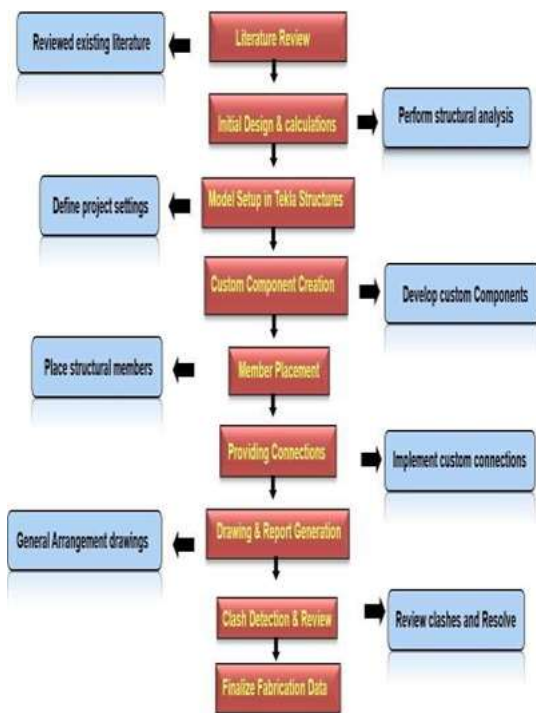 Literature Review
Reviewed existing literature
Initial Design & calculations
Perform structural analysis
Model Setup in Tekla Structures
Define project settings
Custom Component Creation
Develop custom Components
Member Placement
Place structural members
Providing Connections
Implement custom connections
Drawing & Report Generation
General Arrangement drawings
Clash Detection & Review
Review clashes and Resolve
Finalize Fabrication Data